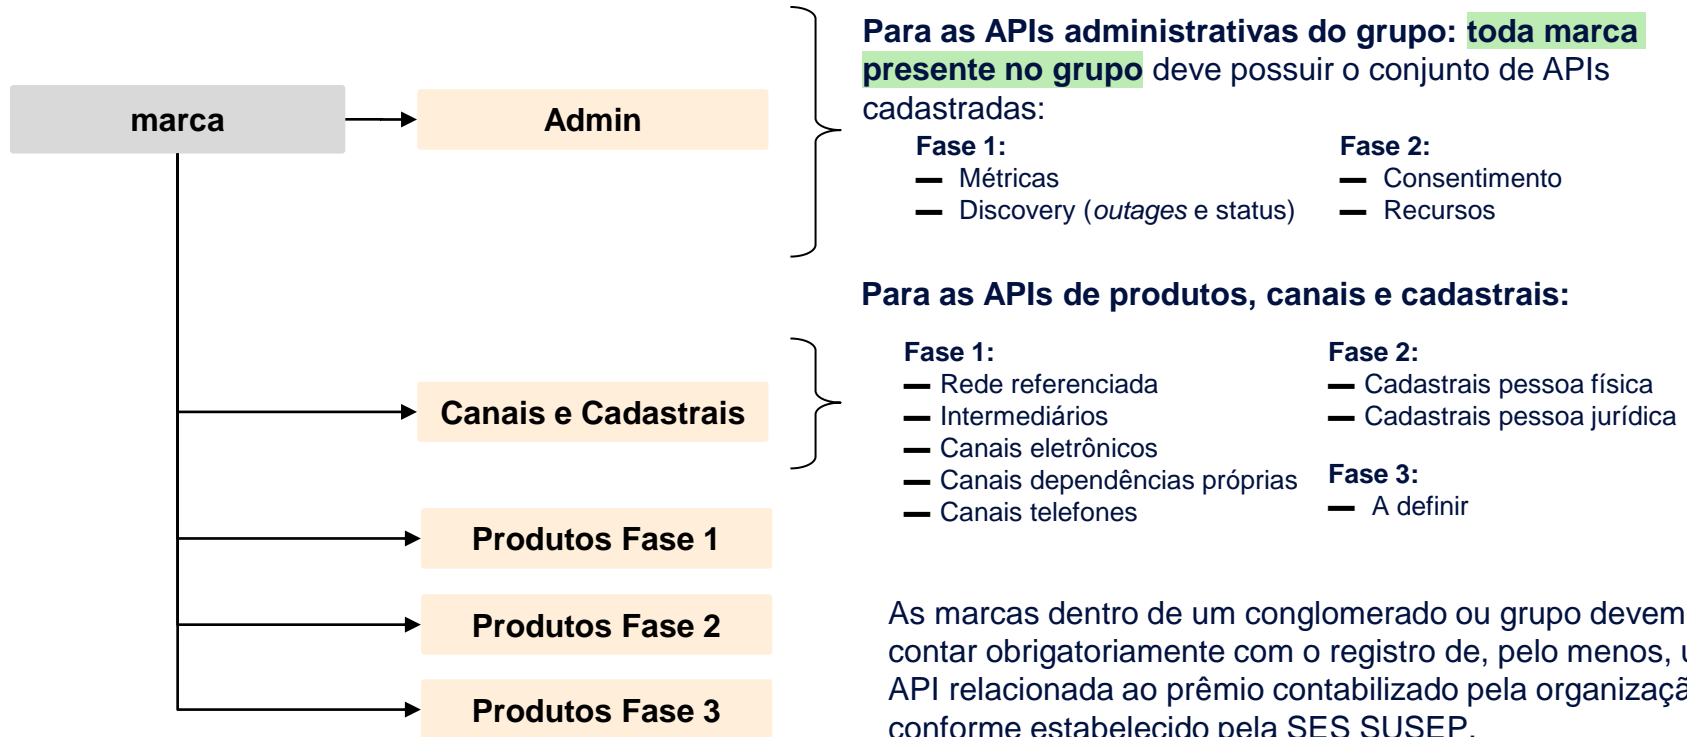 marca
Admin
Canais e Cadastrais
Produtos Fase 1
Produtos Fase 2
Produtos Fase 3
Para as APIs administrativas do grupo: toda marca
presente no grupo deve possuir o conjunto de APIs
cadastradas:
Fase 1:
Métricas
Discovery (outages e status)
Fase 2:
Consentimento
Recursos
Para as APIs de produtos, canais e cadastrais:
Fase 1:
Rede referenciada
Intermediários
Canais eletrônicos
Canais dependências próprias
Canais telefones
Fase 2:
Cadastrais pessoa física
Cadastrais pessoa jurídica
Fase 3:
A definir
As marcas dentro de um conglomerado ou grupo devem
contar obrigatoriamente com o registro de, pelo menos,
API relacionada ao prêmio contabilizado pela
conforme estabelecido pela SES SUSEP.